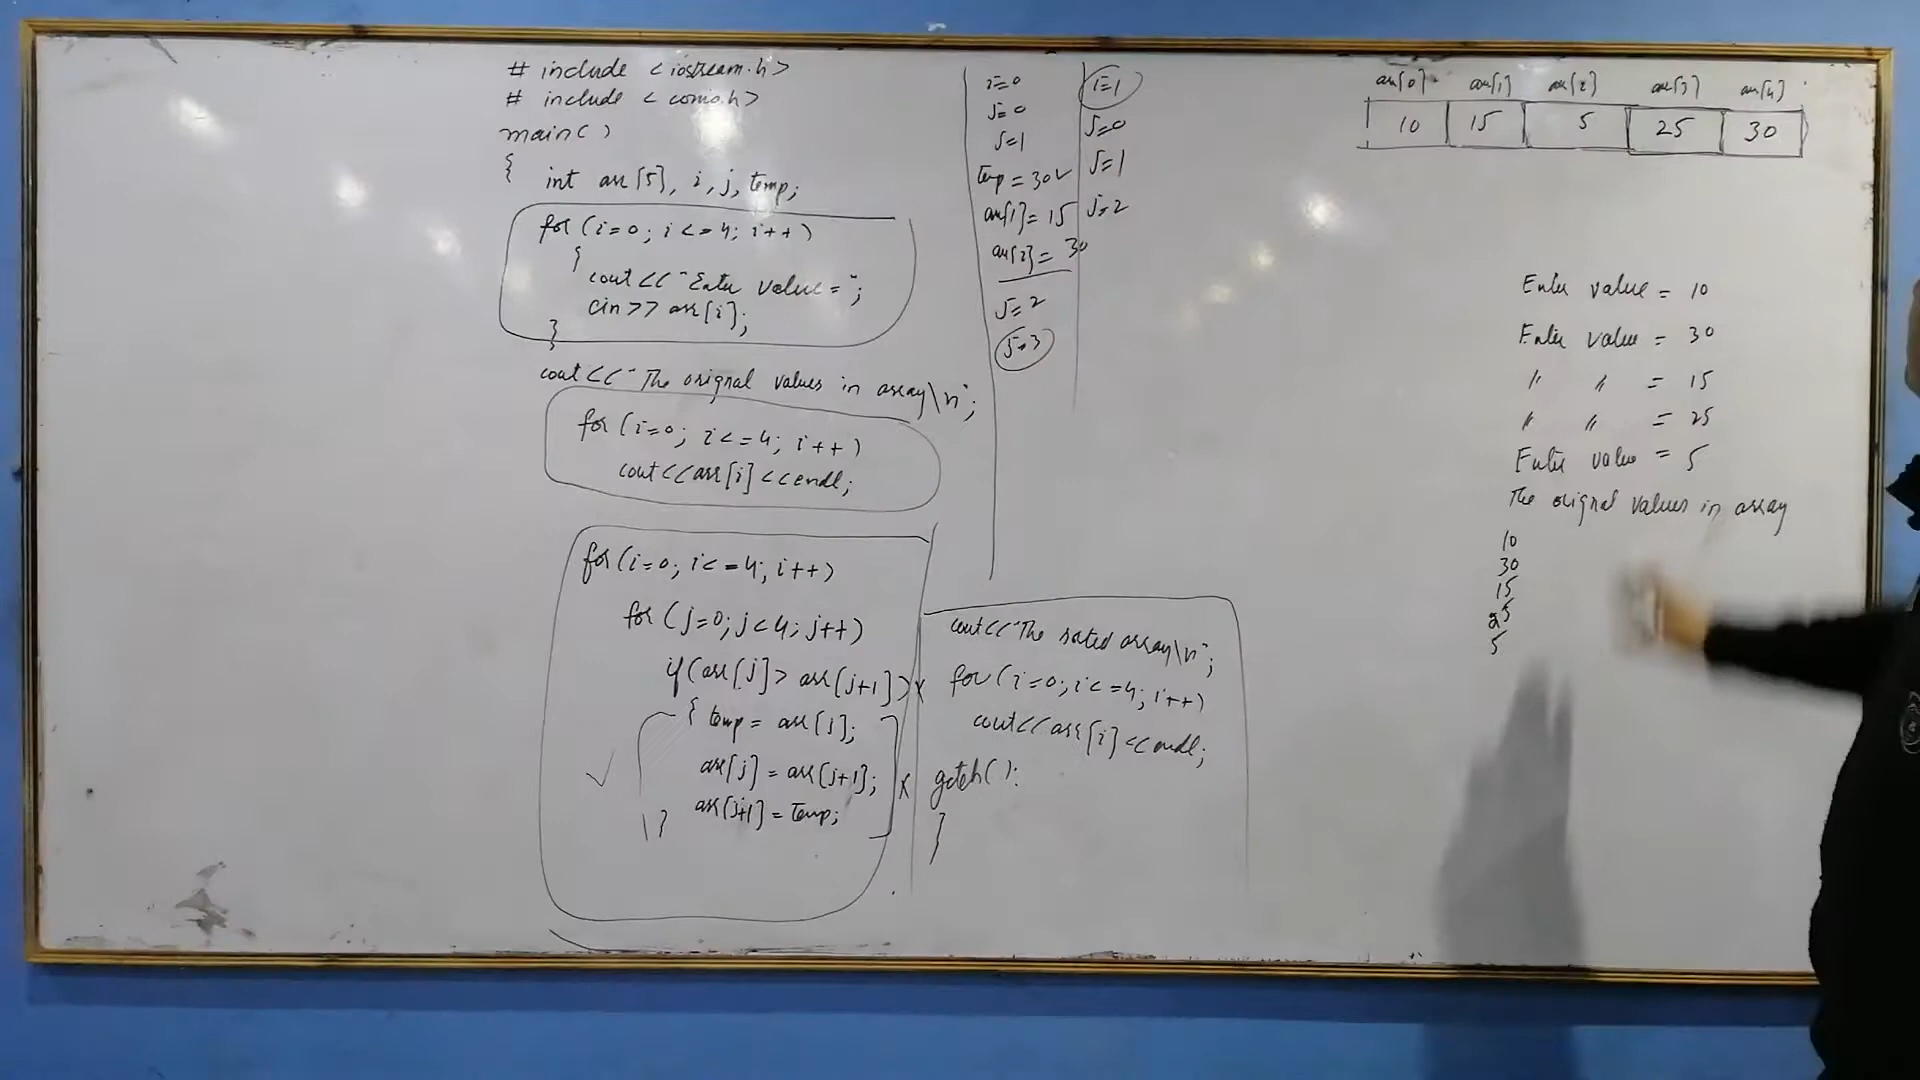 # include <iostream.h>
# include <conio.h>
main( )
{
int arr[5], i, j, temp;
for (i=0; i<=4; i++)
{
cout<<"Enter value=";
cin>> arr[i];
}
cout<<"The orignal values in array\n";
for (i=0; i<=4; i++)
cout<<arr[i]<<endl;
for (i=0; i<=4; i++)
for (j=0; j<4; j++)
if (arr[j]> arr[j+1])
{ temp = arr[j];
arr[j] = arr[j+1];
arr[j+1] = temp;
}
cout<<"The soted array\n";
for (i=0; i<=4; i++)
cout<<arr[i]<<endl;
getch( );
}
i=0
j=0
j=1
temp = 30
arr[1]= 15
arr[2]= 30
j=2
j=3
i=1
j=0
j=1
j=2
arr[0] arr[1] arr[2] arr[3] arr[4]
10 15 5 25 30
Enter value = 10
Enter value = 30
" " = 15
" " = 25
Enter value = 5
The orignal values in array
10
30
15
25
5